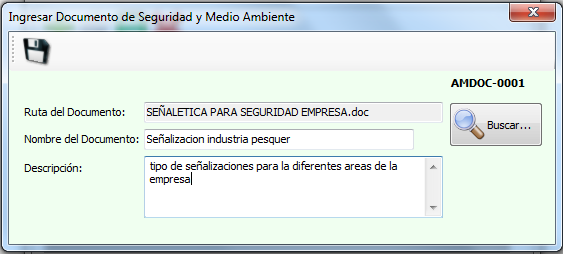 Ingresar Documento de Seguridad y Medio Ambiente
AMDOC-0001
Ruta del Documento: SEÑALETICA PARA SEGURIDAD EMPRESA.doc
Buscar...
Nombre del Documento: Señalizacion industria pesquer
Descripción: tipo de señalizaciones para la diferentes areas de la
empresa